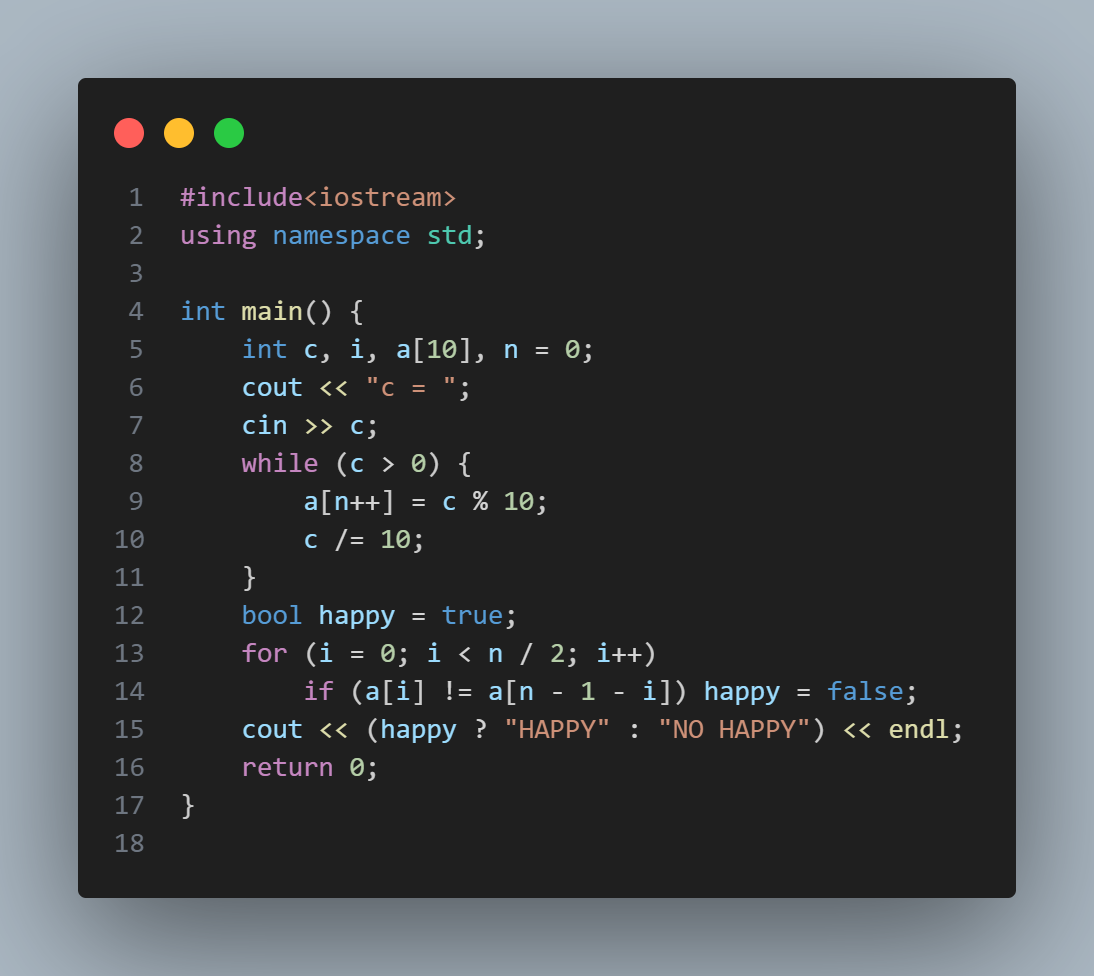 1 #include<iostream>
2 using namespace std;
3
4 int main() {
5     int c, i, a[10], n = 0;
6     cout << "c = ";
7     cin >> c;
8     while (c > 0) {
9         a[n++] = c % 10;
10         c /= 10;
11     }
12     bool happy = true;
13     for (i = 0; i < n / 2; i++)
14         if (a[i] != a[n - 1 - i]) happy = false;
15     cout << (happy ? "HAPPY" : "NO HAPPY") << endl;
16     return 0;
17 }
18